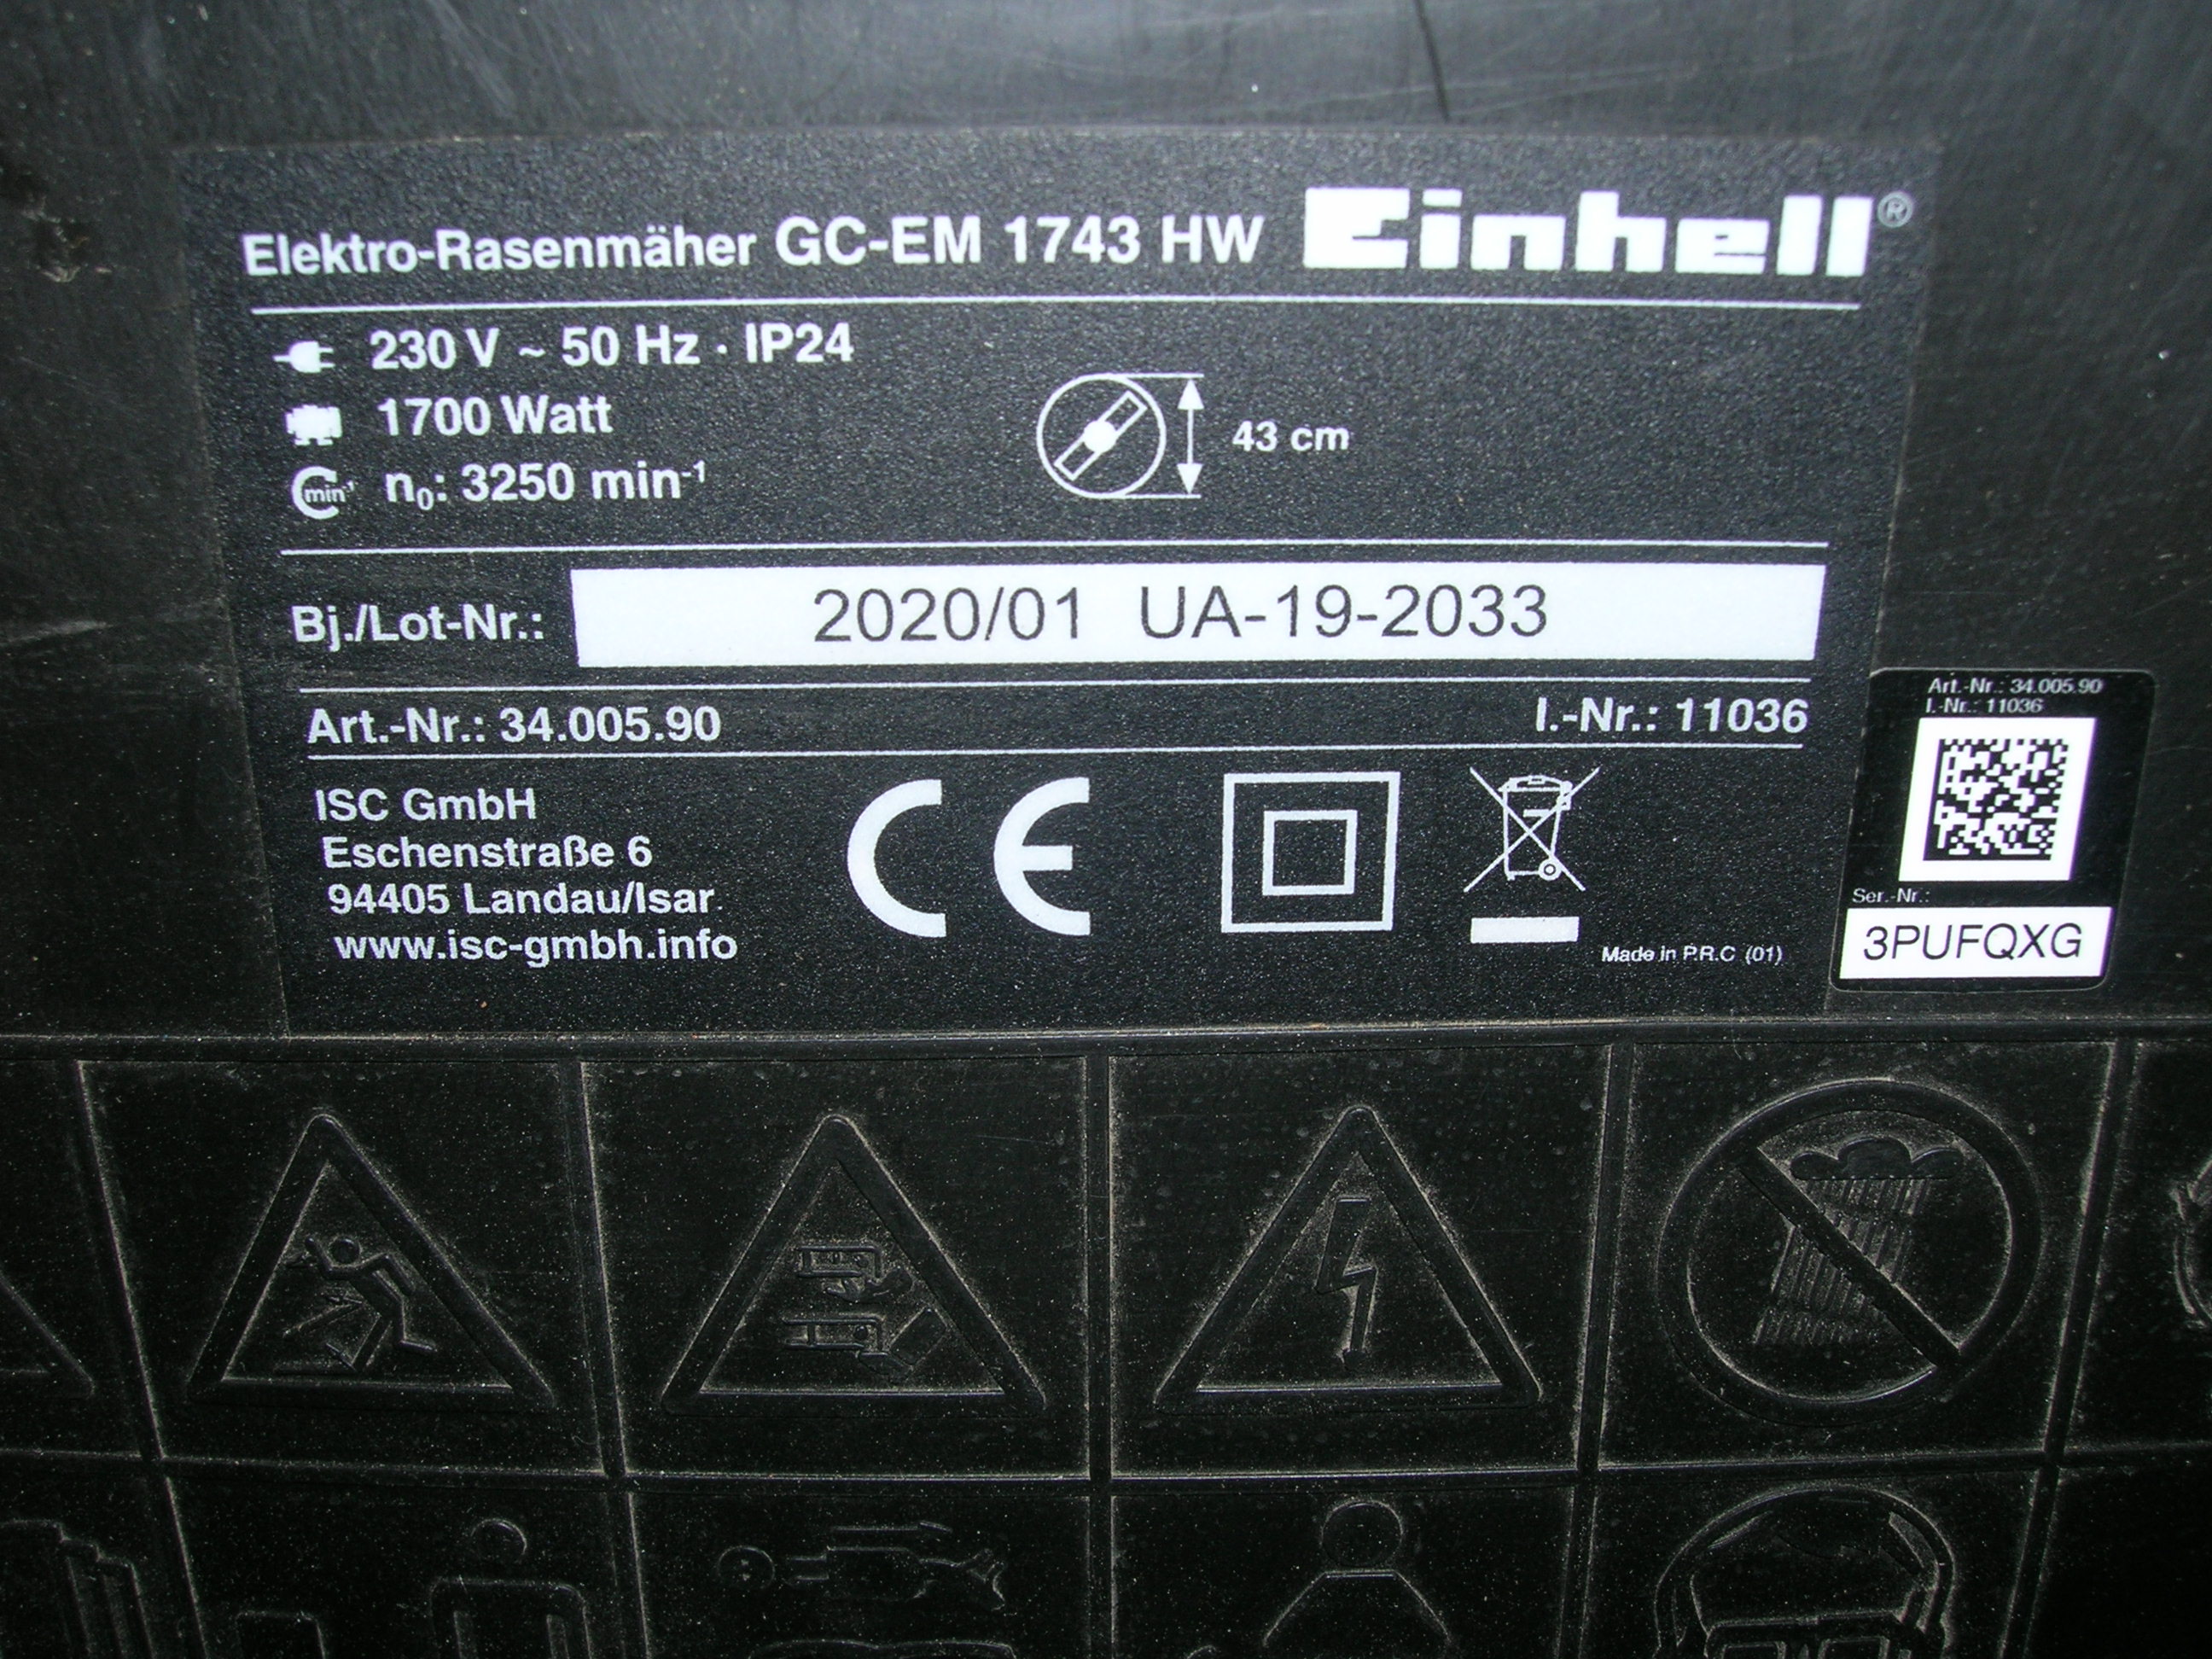 Elektro-Rasenmäher GC-EM 1743 HW Einhell®
230 V ~ 50 Hz · IP24
1700 Watt
min⁻¹ n₀: 3250 min⁻¹
43 cm
Bj./Lot-Nr.: 2020/01 UA-19-2033
Art.-Nr.: 34.005.90 I.-Nr.: 11036
ISC GmbH
Eschenstraße 6
94405 Landau/Isar
www.isc-gmbh.info
CE
Made in P.R.C (01)
Art.-Nr.: 34.005.90
I.-Nr.: 11036
Ser.-Nr.:
3PUFQXG